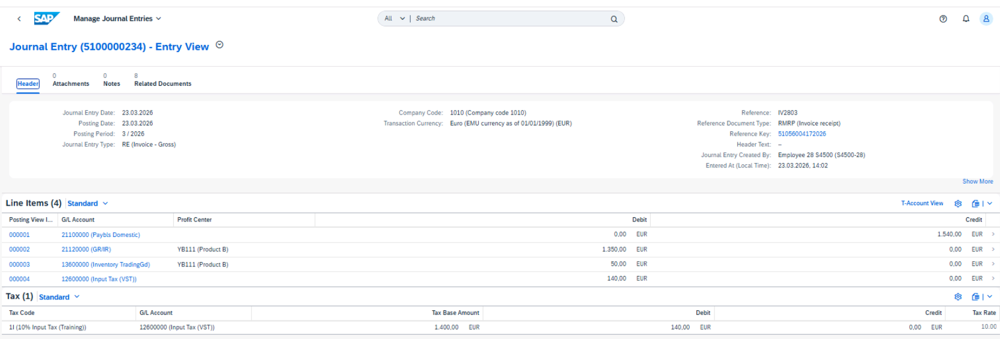 SAP Manage Journal Entries All Search
Journal Entry (5100000234) - Entry View
0 0 8
Header Attachments Notes Related Documents
Journal Entry Date: 23.03.2026 Company Code: 1010 (Company code 1010) Reference: IV2803
Posting Date: 23.03.2026 Transaction Currency: Euro (EMU currency as of 01/01/1999) (EUR) Reference Document Type: RMRP (Invoice receipt)
Posting Period: 3 / 2026 Reference Key: 51056004172026
Journal Entry Type: RE (Invoice - Gross) Header Text: –
Journal Entry Created By: Employee 28 S4500 (S4500-28)
Entered At (Local Time): 23.03.2026, 14:02
Show More
Line Items (4) Standard T-Account View
Posting View I... G/L Account Profit Center Debit Credit
000001 21100000 (Paybls Domestic) 0,00 EUR 1.540,00 EUR
000002 21120000 (GR/IR) YB111 (Product B) 1.350,00 EUR 0,00 EUR
000003 13600000 (Inventory TradingGd) YB111 (Product B) 50,00 EUR 0,00 EUR
000004 12600000 (Input Tax (VST)) 140,00 EUR 0,00 EUR
Tax (1) Standard
Tax Code G/L Account Tax Base Amount Debit Credit Tax Rate
1I (10% Input Tax (Training)) 12600000 (Input Tax (VST)) 1.400,00 EUR 140,00 EUR 0,00 EUR 10.00